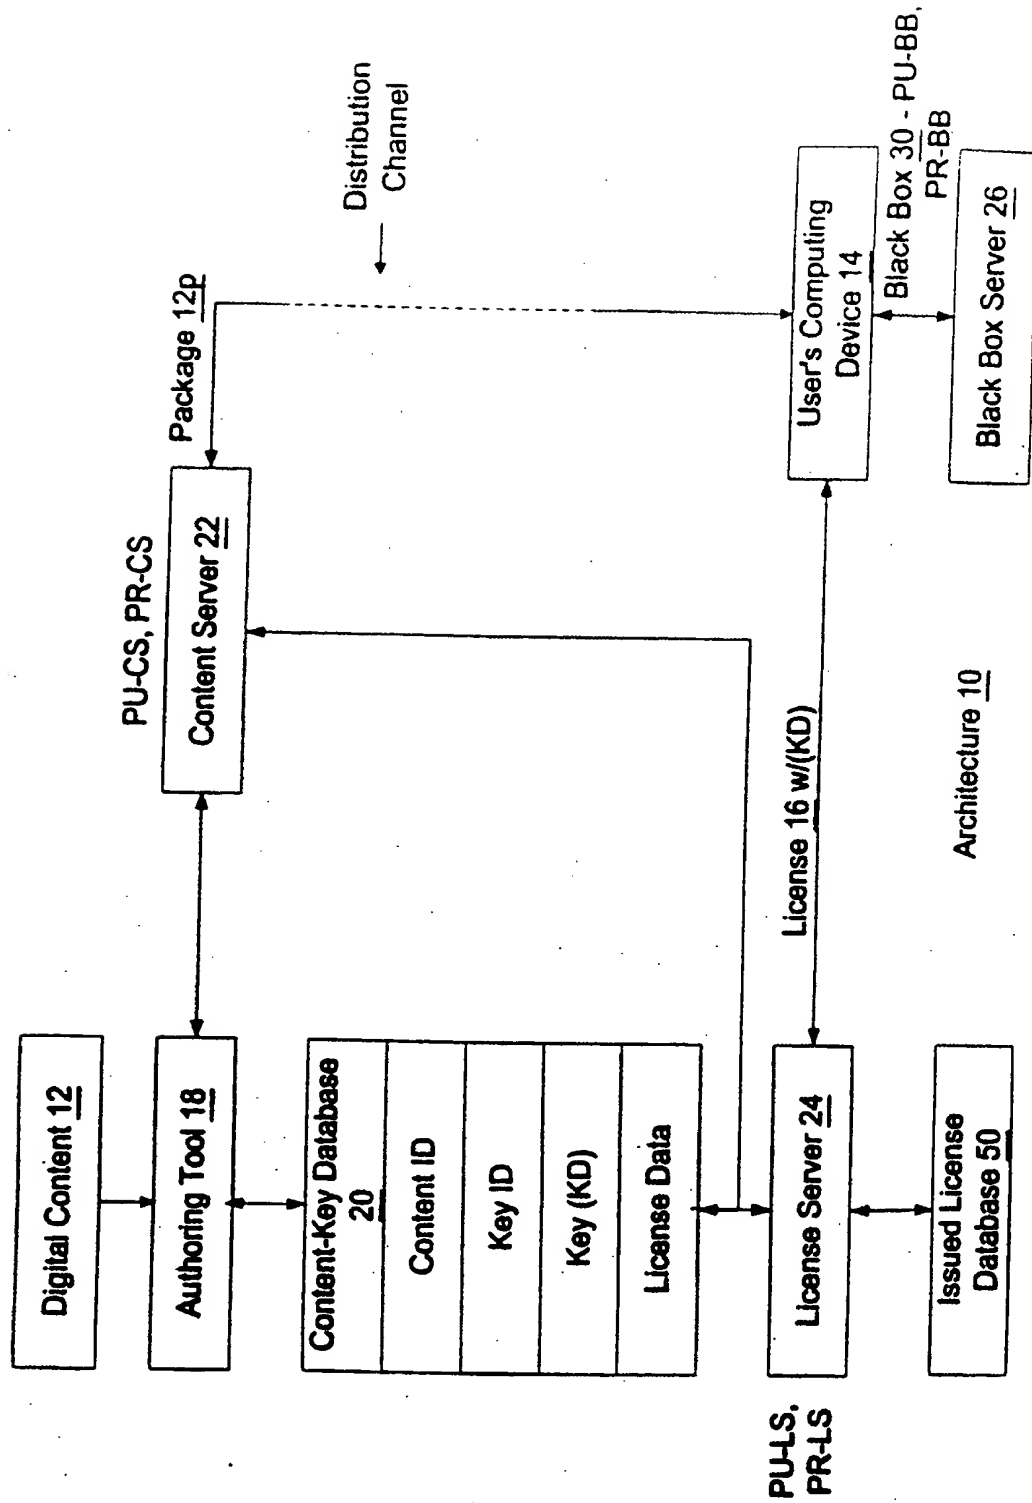 Digital Content 12
Authoring Tool 18
Content-Key Database
20
Content ID
Key ID
Key (KD)
License Data
PU-LS,
PR-LS
License Server 24
Issued License
Database 50
PU-CS, PR-CS
Content Server 22
Package 12p
Distribution
Channel
License 16 w/(KD)
User's Computing
Device 14
Black Box 30 - PU-BB,
PR-BB
Black Box Server 26
Architecture 10